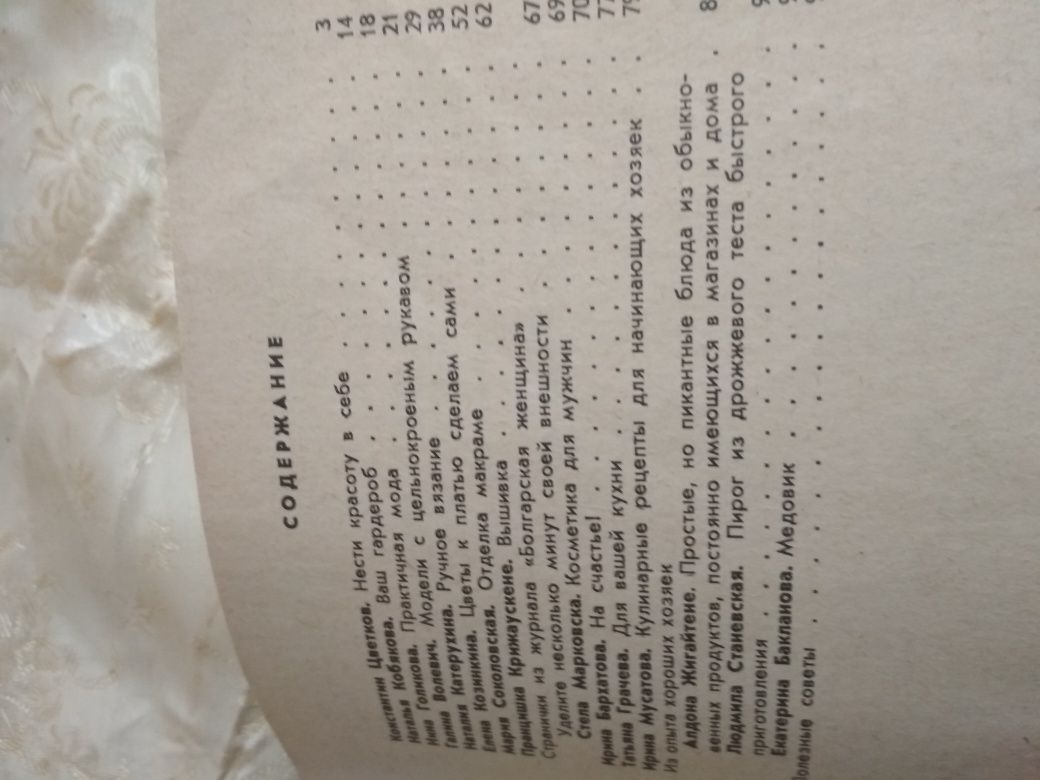 СОДЕРЖАНИЕ
Константин Цветков. Нести красоту в себе . . . . . . . . . . . 3
Наталья Кобякова. Ваш гардероб . . . . . . . . . . . . . . 14
Нина Голикова. Практичная мода . . . . . . . . . . . . . . 18
Галина Волевич. Модели с цельнокроеным рукавом . . . . . . . . 21
Наталия Катерухина. Ручное вязание . . . . . . . . . . . . . 29
Елена Козинкина. Цветы к платью сделаем сами . . . . . . . . . 38
Мария Соколовская. Отделка макраме . . . . . . . . . . . . . 52
Пранцишка Крижаускене. Вышивка . . . . . . . . . . . . . . 62
Странички из журнала «Болгарская женщина»
Уделите несколько минут своей внешности . . . . . . . . . . . 67
Стела Марковска. Косметика для мужчин . . . . . . . . . . . 69
Ирина Бархатова. На счастье! . . . . . . . . . . . . . . . 70
Татьяна Грачева. Для вашей кухни . . . . . . . . . . . . . 77
Ирина Мусатова. Кулинарные рецепты для начинающих хозяек . .
Из опыта хороших хозяек
Алдона Жигайтене. Простые, но пикантные блюда из обыкно-
венных продуктов, постоянно имеющихся в магазинах и дома .
Людмила Станевская. Пирог из дрожжевого теста быстрого
приготовления . . . . . . . . . . . . . . . . .
Екатерина Бакланова. Медовик . . . . . . . . . . . . .
Полезные советы . . . . . . . . . . . . . . . . .